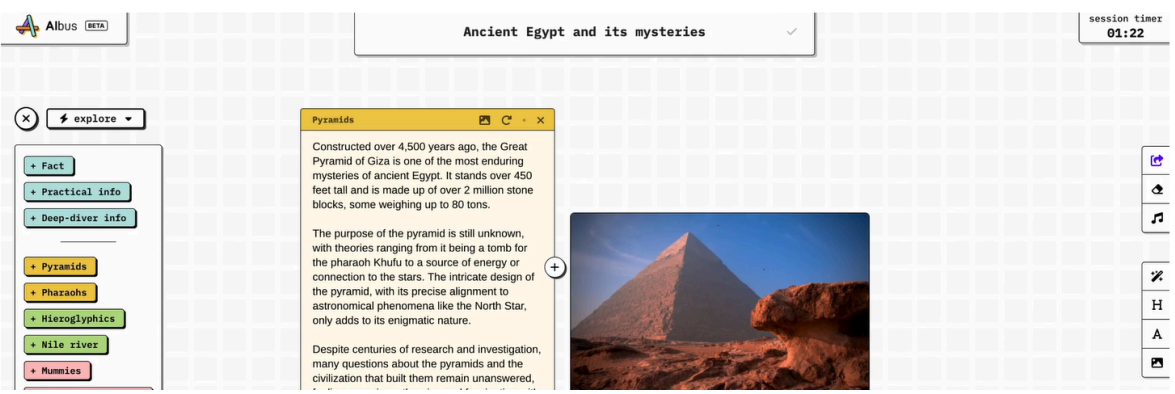 AIbus BETA
Ancient Egypt and its mysteries
session timer
01:22
explore
+ Fact
+ Practical info
+ Deep-diver info
+ Pyramids
+ Pharaohs
+ Hieroglyphics
+ Nile river
+ Mummies
Pyramids
Constructed over 4,500 years ago, the Great
Pyramid of Giza is one of the most enduring
mysteries of ancient Egypt. It stands over 450
feet tall and is made up of over 2 million stone
blocks, some weighing up to 80 tons.
The purpose of the pyramid is still unknown,
with theories ranging from it being a tomb for
the pharaoh Khufu to a source of energy or
connection to the stars. The intricate design of
the pyramid, with its precise alignment to
astronomical phenomena like the North Star,
only adds to its enigmatic nature.
Despite centuries of research and investigation,
many questions about the pyramids and the
civilization that built them remain unanswered,
H
A